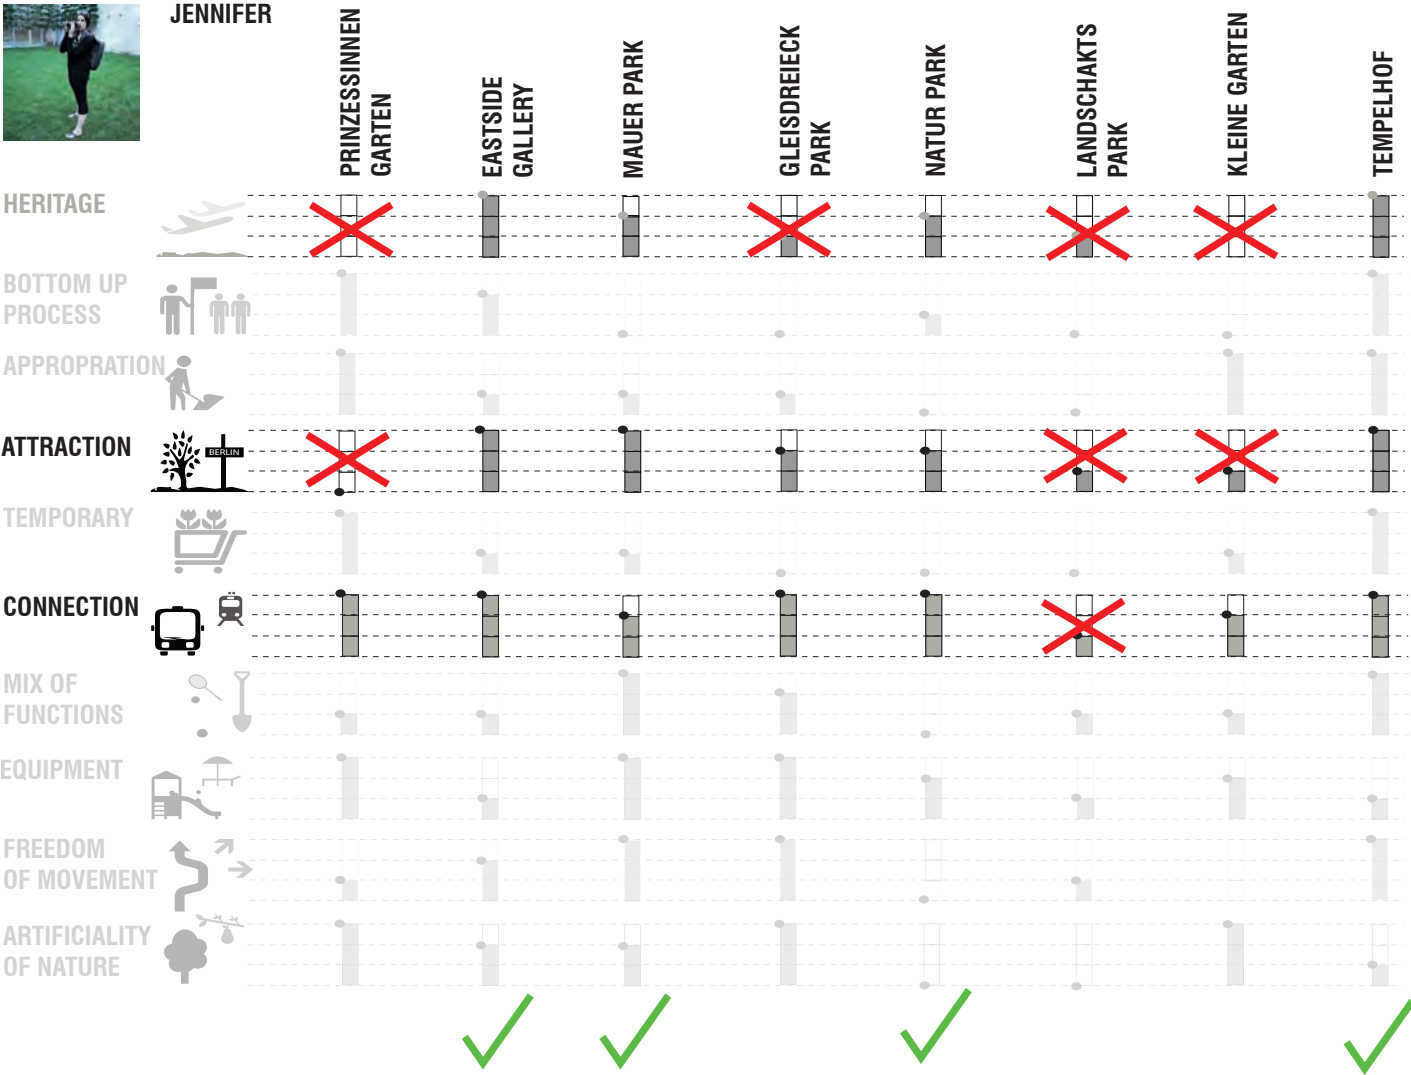 JENNIFER
PRINZESSINNEN
GARTEN
EASTSIDE
GALLERY
MAUER PARK
GLEISDREIECK
PARK
NATUR PARK
LANDSCHAKTS
PARK
KLEINE GARTEN
TEMPELHOF
HERITAGE
BOTTOM UP
PROCESS
APPROPRATION
ATTRACTION
BERLIN
TEMPORARY
CONNECTION
MIX OF
FUNCTIONS
EQUIPMENT
FREEDOM
OF MOVEMENT
ARTIFICIALITY
OF NATURE